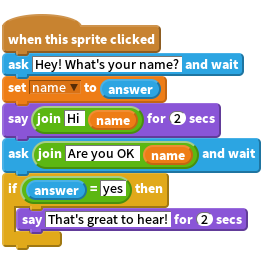 when this sprite clicked
ask Hey! What's your name? and wait
set name to answer
say join Hi name for 2 secs
ask join Are you OK name and wait
if answer = yes then
say That's great to hear! for 2 secs